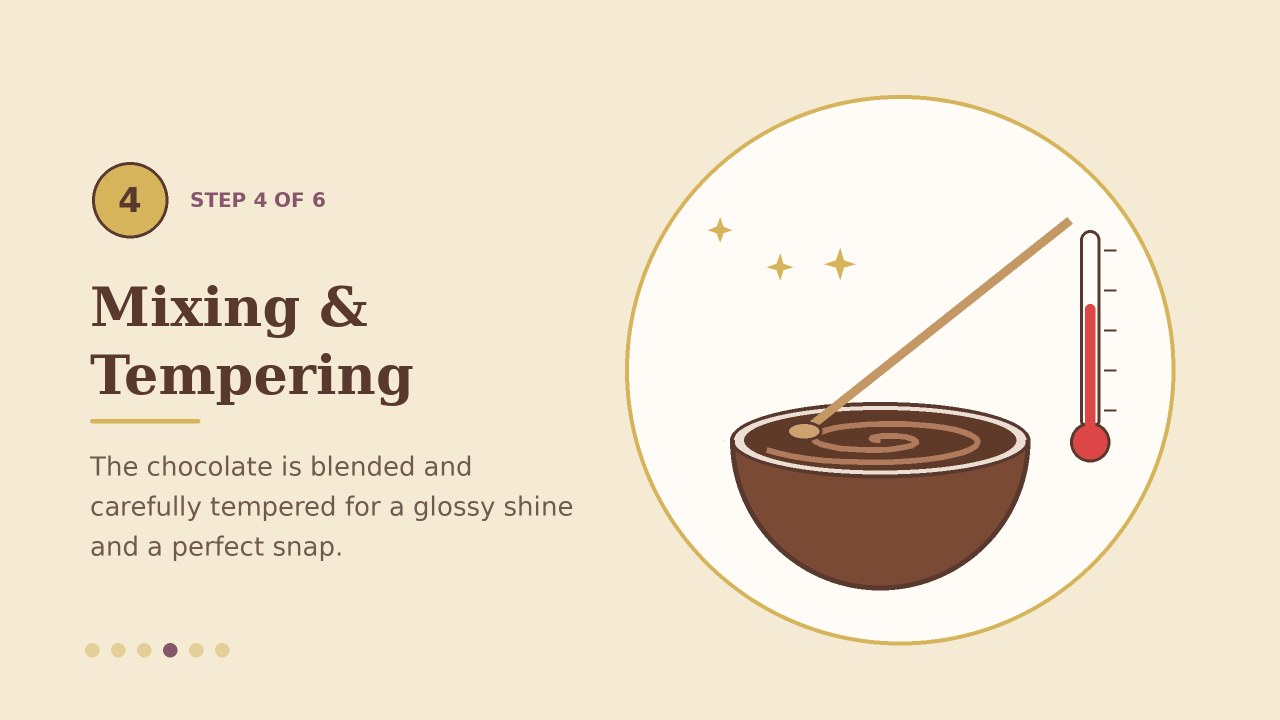 4
STEP 4 OF 6
Mixing &
Tempering
The chocolate is blended and
carefully tempered for a glossy shine
and a perfect snap.